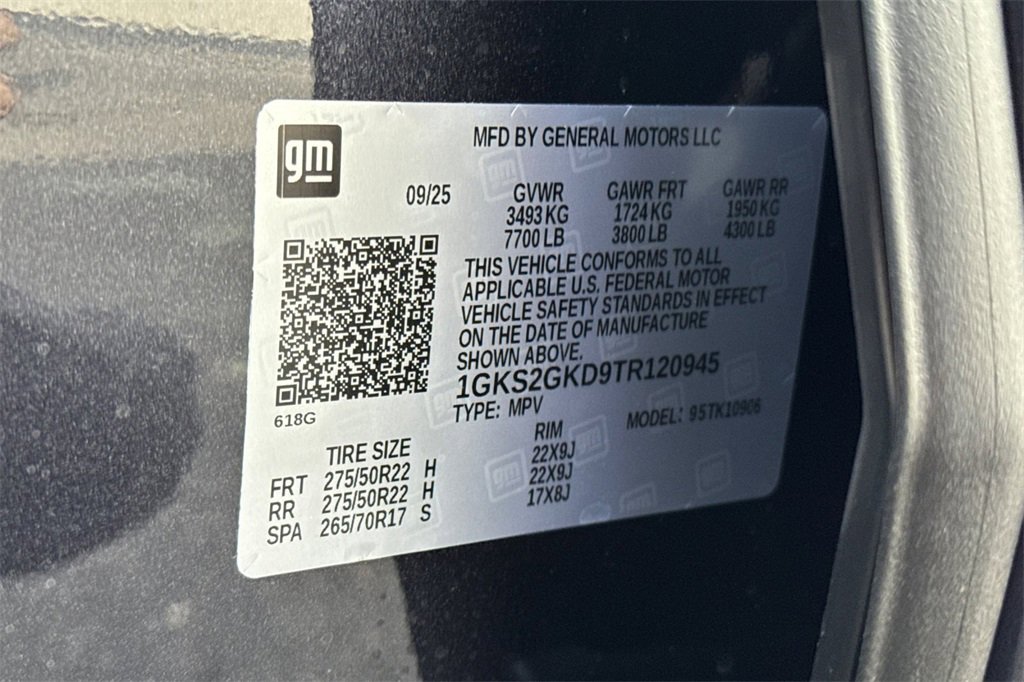 gm
MFD BY GENERAL MOTORS LLC
09/25
GVWR GAWR FRT GAWR RR
3493 KG 1724 KG 1950 KG
7700 LB 3800 LB 4300 LB
THIS VEHICLE CONFORMS TO ALL
APPLICABLE U.S. FEDERAL MOTOR
VEHICLE SAFETY STANDARDS IN EFFECT
ON THE DATE OF MANUFACTURE
SHOWN ABOVE.
1GKS2GKD9TR120945
618G
TYPE: MPV MODEL: 95TK10906
TIRE SIZE RIM
FRT 275/50R22 H 22X9J
RR 275/50R22 H 22X9J
SPA 265/70R17 S 17X8J